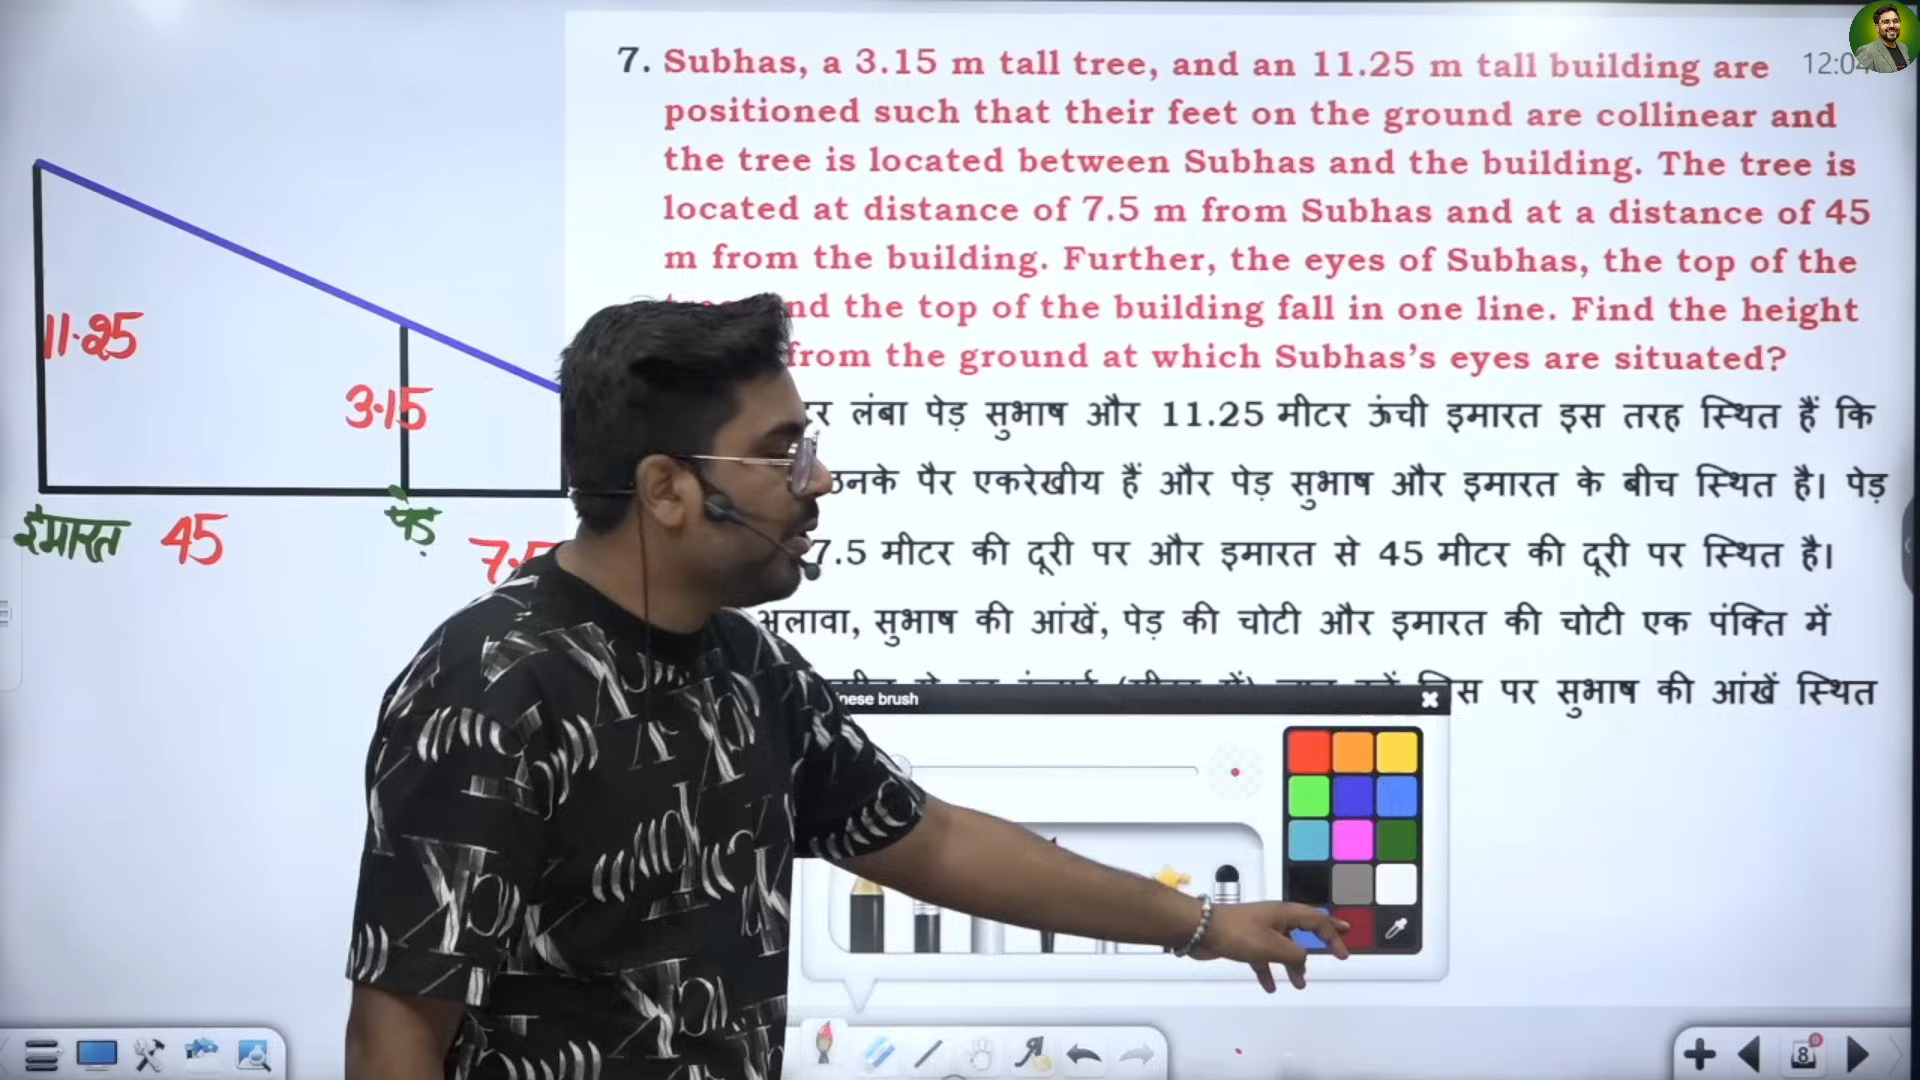 7. Subhas, a 3.15 m tall tree, and an 11.25 m tall building are
12:04
positioned such that their feet on the ground are collinear and
the tree is located between Subhas and the building. The tree is
located at distance of 7.5 m from Subhas and at a distance of 45
m from the building. Further, the eyes of Subhas, the top of the
and the top of the building fall in one line. Find the height
from the ground at which Subhas's eyes are situated?
लंबा पेड़ सुभाष और 11.25 मीटर ऊंची इमारत इस तरह स्थित हैं कि
उनके पैर एकरेखीय हैं और पेड़ सुभाष और इमारत के बीच स्थित है। पेड़
7.5 मीटर की दूरी पर और इमारत से 45 मीटर की दूरी पर स्थित है।
अलावा, सुभाष की आंखें, पेड़ की चोटी और इमारत की चोटी एक पंक्ति में
पर सुभाष की आंखें स्थित
11.25
3.15
इमारत 45
पेड़
brush
8